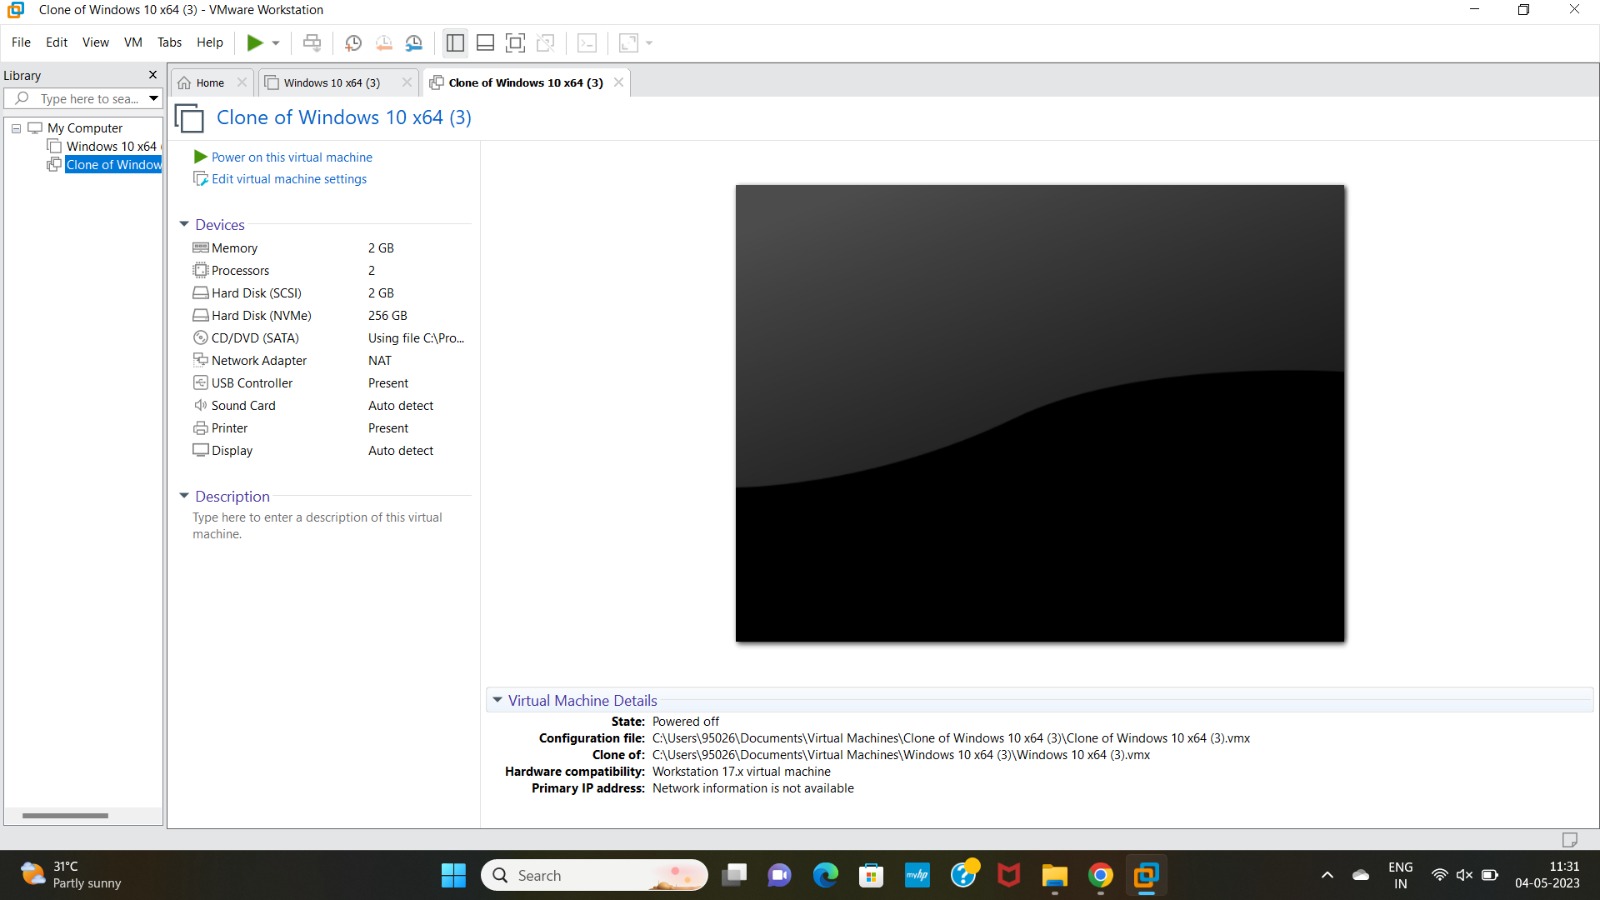 Clone of Windows 10 x64 (3) - VMware Workstation
File Edit View VM Tabs Help
Library
Type here to sea...
My Computer
Windows 10 x64
Clone of Window
Home
Windows 10 x64 (3)
Clone of Windows 10 x64 (3)
Clone of Windows 10 x64 (3)
Power on this virtual machine
Edit virtual machine settings
Devices
Memory 2 GB
Processors 2
Hard Disk (SCSI) 2 GB
Hard Disk (NVMe) 256 GB
CD/DVD (SATA) Using file C:\Pro...
Network Adapter NAT
USB Controller Present
Sound Card Auto detect
Printer Present
Display Auto detect
Description
Type here to enter a description of this virtual
machine.
Virtual Machine Details
State: Powered off
Configuration file: C:\Users\95026\Documents\Virtual Machines\Clone of Windows 10 x64 (3)\Clone of Windows 10 x64 (3).vmx
Clone of: C:\Users\95026\Documents\Virtual Machines\Windows 10 x64 (3)\Windows 10 x64 (3).vmx
Hardware compatibility: Workstation 17.x virtual machine
Primary IP address: Network information is not available
31°C
Partly sunny
Search
myhp
ENG
IN
11:31
04-05-2023